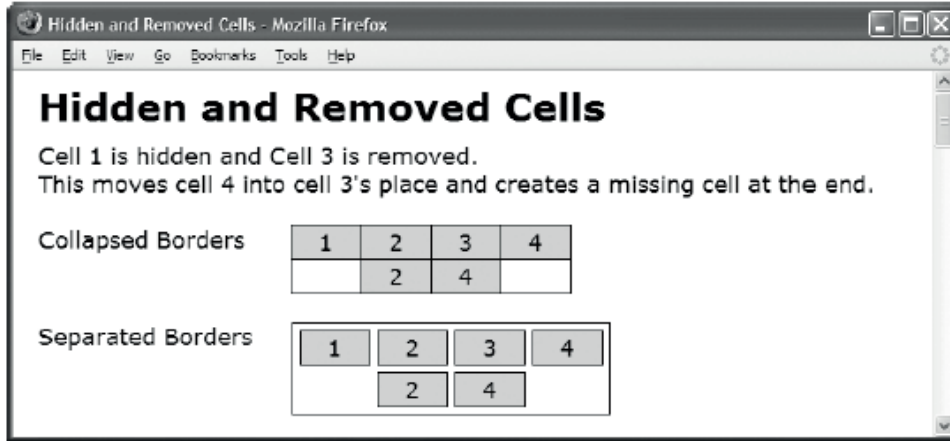 Hidden and Removed Cells - Mozilla Firefox
File Edit View Go Bookmarks Tools Help
Hidden and Removed Cells
Cell 1 is hidden and Cell 3 is removed.
This moves cell 4 into cell 3's place and creates a missing cell at the end.
Collapsed Borders 1 2 3 4
2 4
Separated Borders 1 2 3 4
2 4